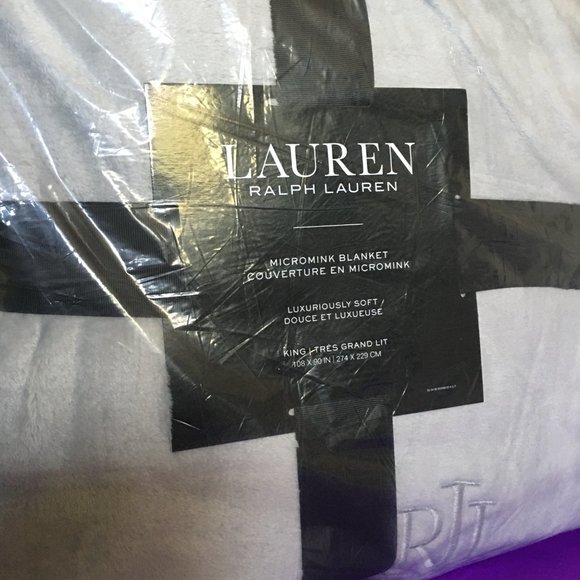 LAUREN
RALPH LAUREN
MICROMINK BLANKET
COUVERTURE EN MICROMINK
LUXURIOUSLY SOFT/
DOUCE ET LUXUEUSE
KING | TRÈS GRAND LIT
108 X 90 IN | 274 X 229 CM
RLL